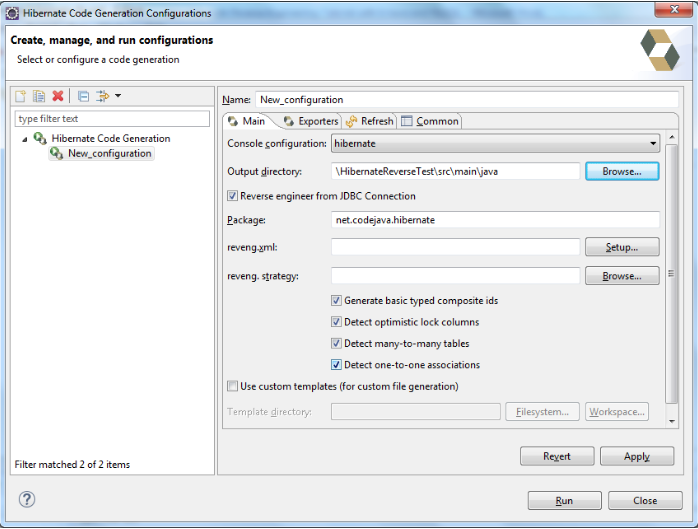 Hibernate Code Generation Configurations
Create, manage, and run configurations
Select or configure a code generation
type filter text
Hibernate Code Generation
New_configuration
Filter matched 2 of 2 items
Name: New_configuration
Main Exporters Refresh Common
Console configuration: hibernate
Output directory: \HibernateReverseTest\src\main\java Browse...
Reverse engineer from JDBC Connection
Package: net.codejava.hibernate
reveng.xml: Setup...
reveng. strategy: Browse...
Generate basic typed composite ids
Detect optimistic lock columns
Detect many-to-many tables
Detect one-to-one associations
Use custom templates (for custom file generation)
Template directory: Filesystem... Workspace...
Revert Apply
? Run Close